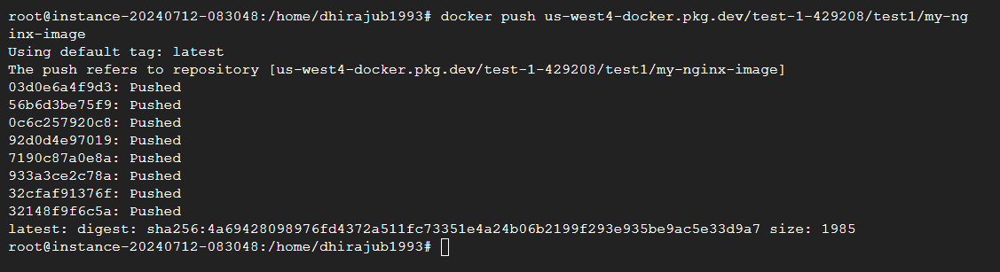 root@instance-20240712-083048:/home/dhirajub1993# docker push us-west4-docker.pkg.dev/test-1-429208/test1/my-ng
inx-image
Using default tag: latest
The push refers to repository [us-west4-docker.pkg.dev/test-1-429208/test1/my-nginx-image]
03d0e6a4f9d3: Pushed
56b6d3be75f9: Pushed
0c6c257920c8: Pushed
92d0d4e97019: Pushed
7190c87a0e8a: Pushed
933a3ce2c78a: Pushed
32cfaf91376f: Pushed
32148f9f6c5a: Pushed
latest: digest: sha256:4a69428098976fd4372a511fc73351e4a24b06b2199f293e935be9ac5e33d9a7 size: 1985
root@instance-20240712-083048:/home/dhirajub1993#